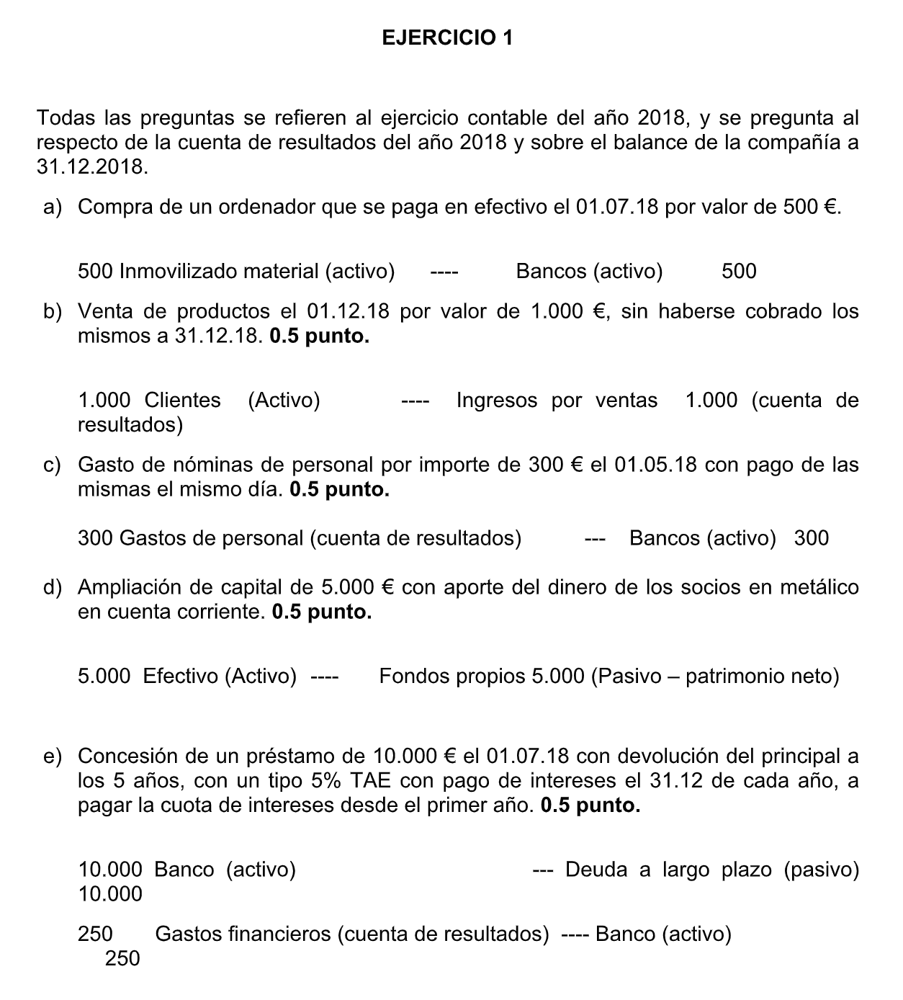 EJERCICIO 1
Todas las preguntas se refieren al ejercicio contable del año 2018, y se pregunta al
respecto de la cuenta de resultados del año 2018 y sobre el balance de la compañía a
31.12.2018.
a) Compra de un ordenador que se paga en efectivo el 01.07.18 por valor de 500 €.
500 Inmovilizado material (activo) ---- Bancos (activo) 500
b) Venta de productos el 01.12.18 por valor de 1.000 €, sin haberse cobrado los
mismos a 31.12.18. 0.5 punto.
1.000 Clientes (Activo) ---- Ingresos por ventas 1.000 (cuenta de
resultados)
c) Gasto de nóminas de personal por importe de 300 € el 01.05.18 con pago de las
mismas el mismo día. 0.5 punto.
300 Gastos de personal (cuenta de resultados) --- Bancos (activo) 300
d) Ampliación de capital de 5.000 € con aporte del dinero de los socios en metálico
en cuenta corriente. 0.5 punto.
5.000 Efectivo (Activo) ---- Fondos propios 5.000 (Pasivo – patrimonio neto)
e) Concesión de un préstamo de 10.000 € el 01.07.18 con devolución del principal a
los 5 años, con un tipo 5% TAE con pago de intereses el 31.12 de cada año, a
pagar la cuota de intereses desde el primer año. 0.5 punto.
10.000 Banco (activo) --- Deuda a largo plazo (pasivo)
10.000
250 Gastos financieros (cuenta de resultados) ---- Banco (activo)
250